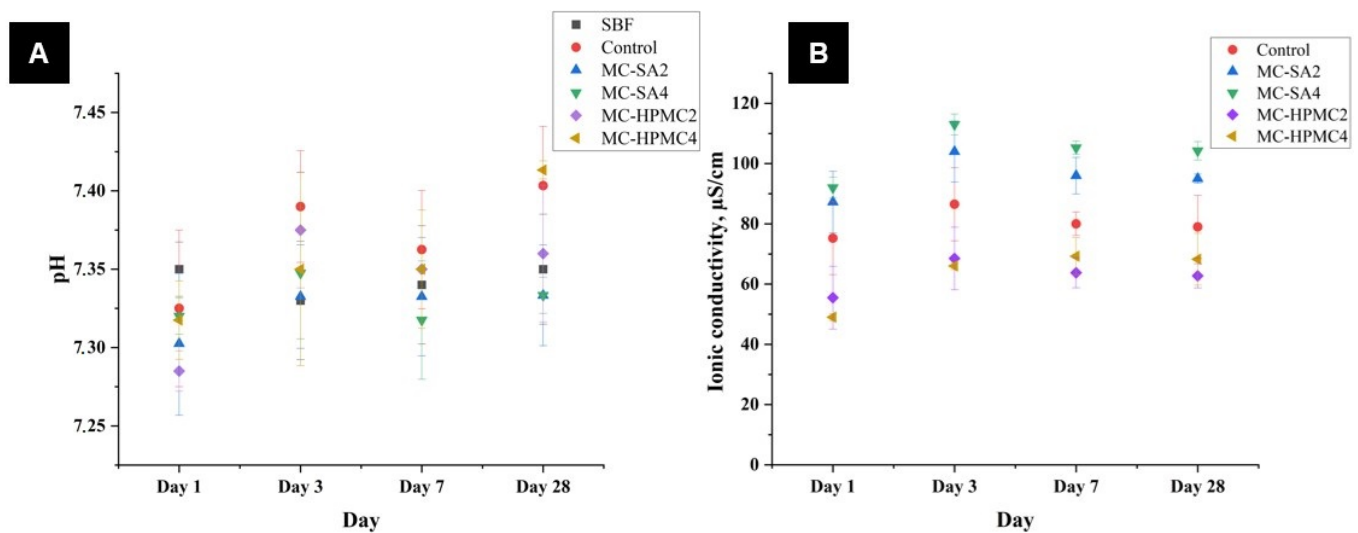 A
SBF
Control
MC-SA2
MC-SA4
MC-HPMC2
MC-HPMC4
7.45
7.40
7.35
7.30
7.25
pH
Day 1
Day 3
Day 7
Day 28
Day
B
Control
MC-SA2
MC-SA4
MC-HPMC2
MC-HPMC4
120
100
80
60
40
20
0
Ionic conductivity, µS/cm
Day 1
Day 3
Day 7
Day 28
Day